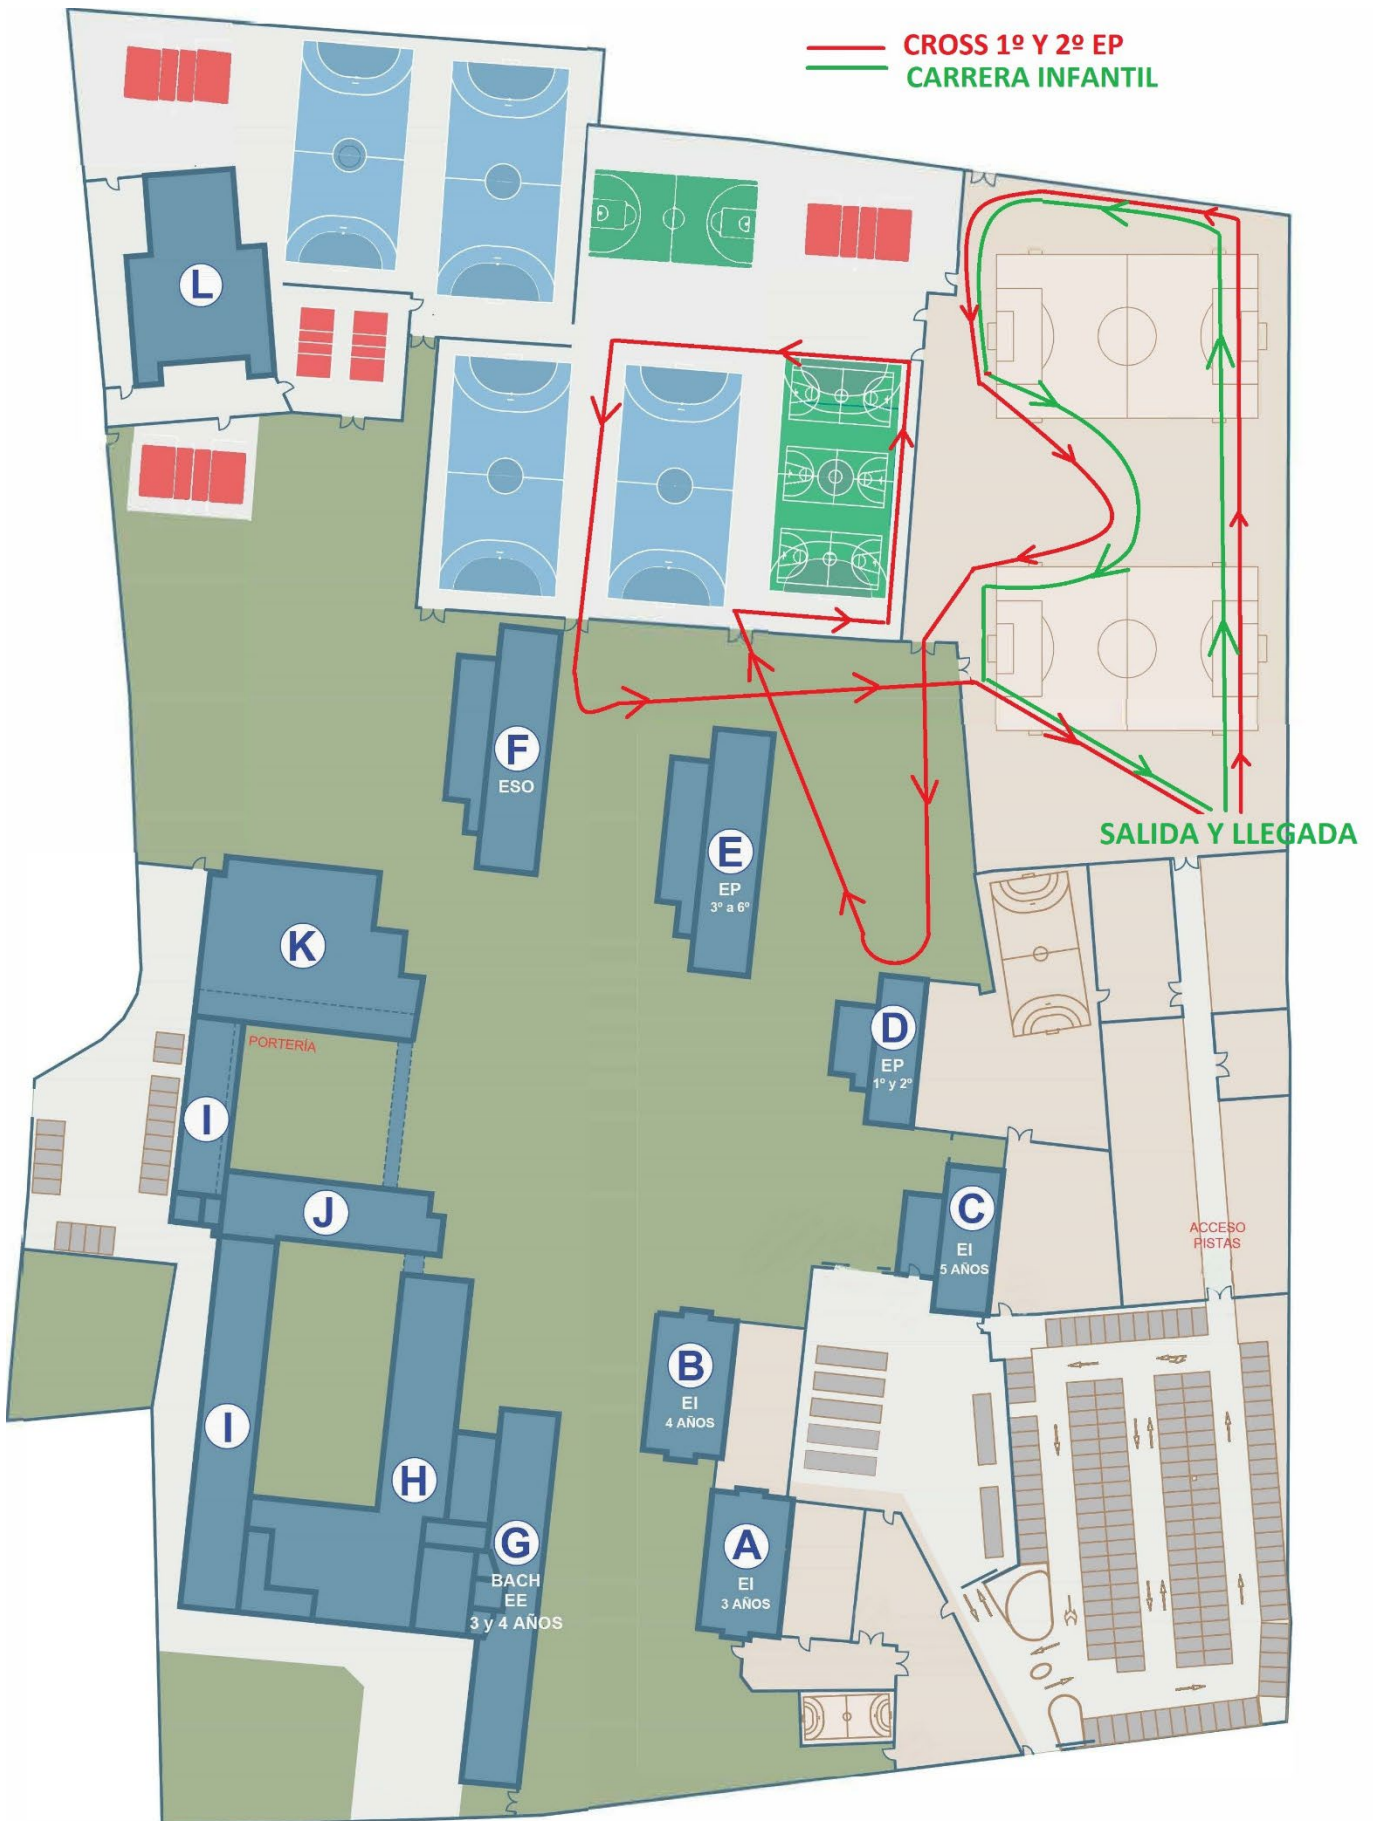 CROSS 1º Y 2º EP
CARRERA INFANTIL
L
F
ESO
SALIDA Y LLEGADA
E
EP
3º a 6º
K
D
EP
1º y 2º
PORTERÍA
I
J
C
EI
5 AÑOS
ACCESO
PISTAS
B
EI
4 AÑOS
I
H
G
BACH
EE
3 y 4 AÑOS
A
EI
3 AÑOS